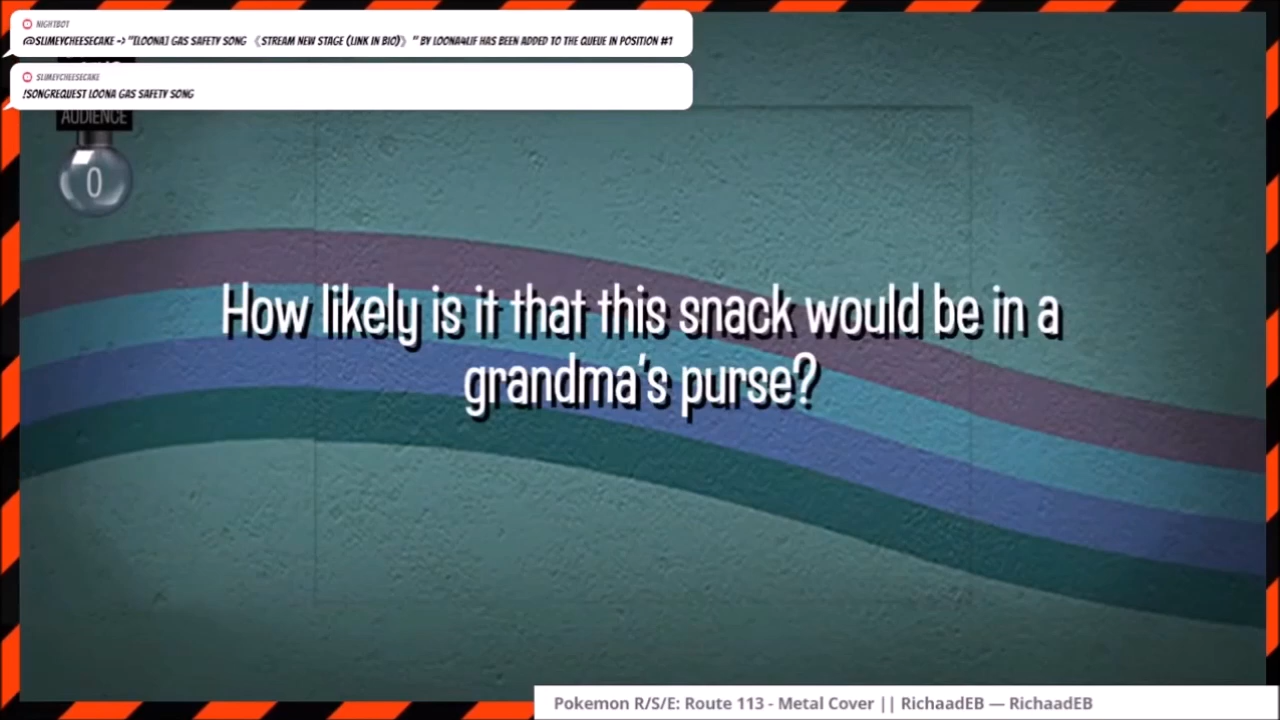 NIGHTBOT
@SLIMEYCHEESECAKE -> "[LOONA] GAS SAFETY SONG 《STREAM NEW STAGE (LINK IN BIO)》 " BY LOONA4LIF HAS BEEN ADDED TO THE QUEUE IN POSITION #1
SLIMEYCHEESECAKE
!SONGREQUEST LOONA GAS SAFETY SONG
AUDIENCE
0
How likely is it that this snack would be in a
grandma's purse?
Pokemon R/S/E: Route 113 - Metal Cover || RichaadEB — RichaadEB